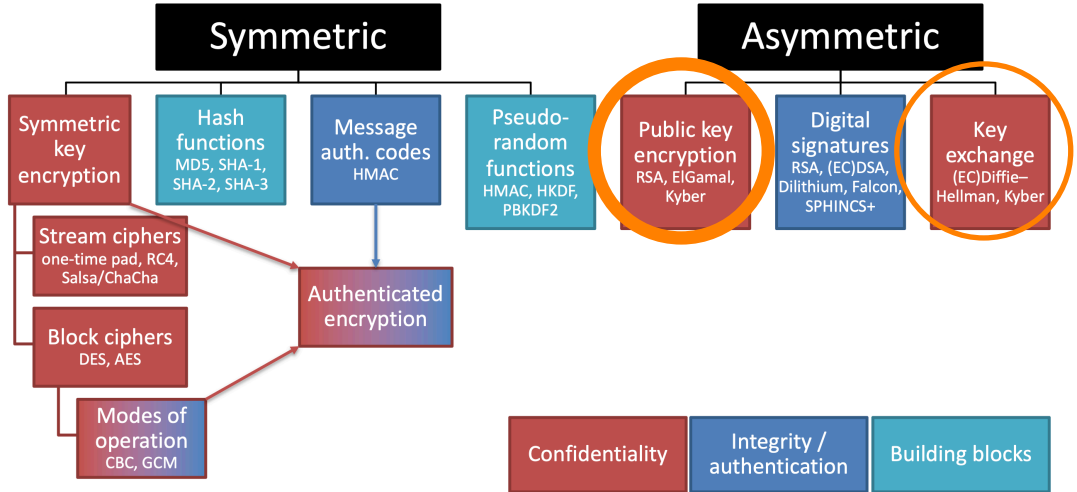 Symmetric
Asymmetric
Symmetric
key
encryption
Hash
functions
MD5, SHA-1,
SHA-2, SHA-3
Message
auth. codes
HMAC
Pseudo-
random
functions
HMAC, HKDF,
PBKDF2
Public key
encryption
RSA, ElGamal,
Kyber
Digital
signatures
RSA, (EC)DSA,
Dilithium, Falcon,
SPHINCS+
Key
exchange
(EC)Diffie–
Hellman, Kyber
Stream ciphers
one-time pad, RC4,
Salsa/ChaCha
Authenticated
encryption
Block ciphers
DES, AES
Modes of
operation
CBC, GCM
Confidentiality
Integrity /
authentication
Building blocks